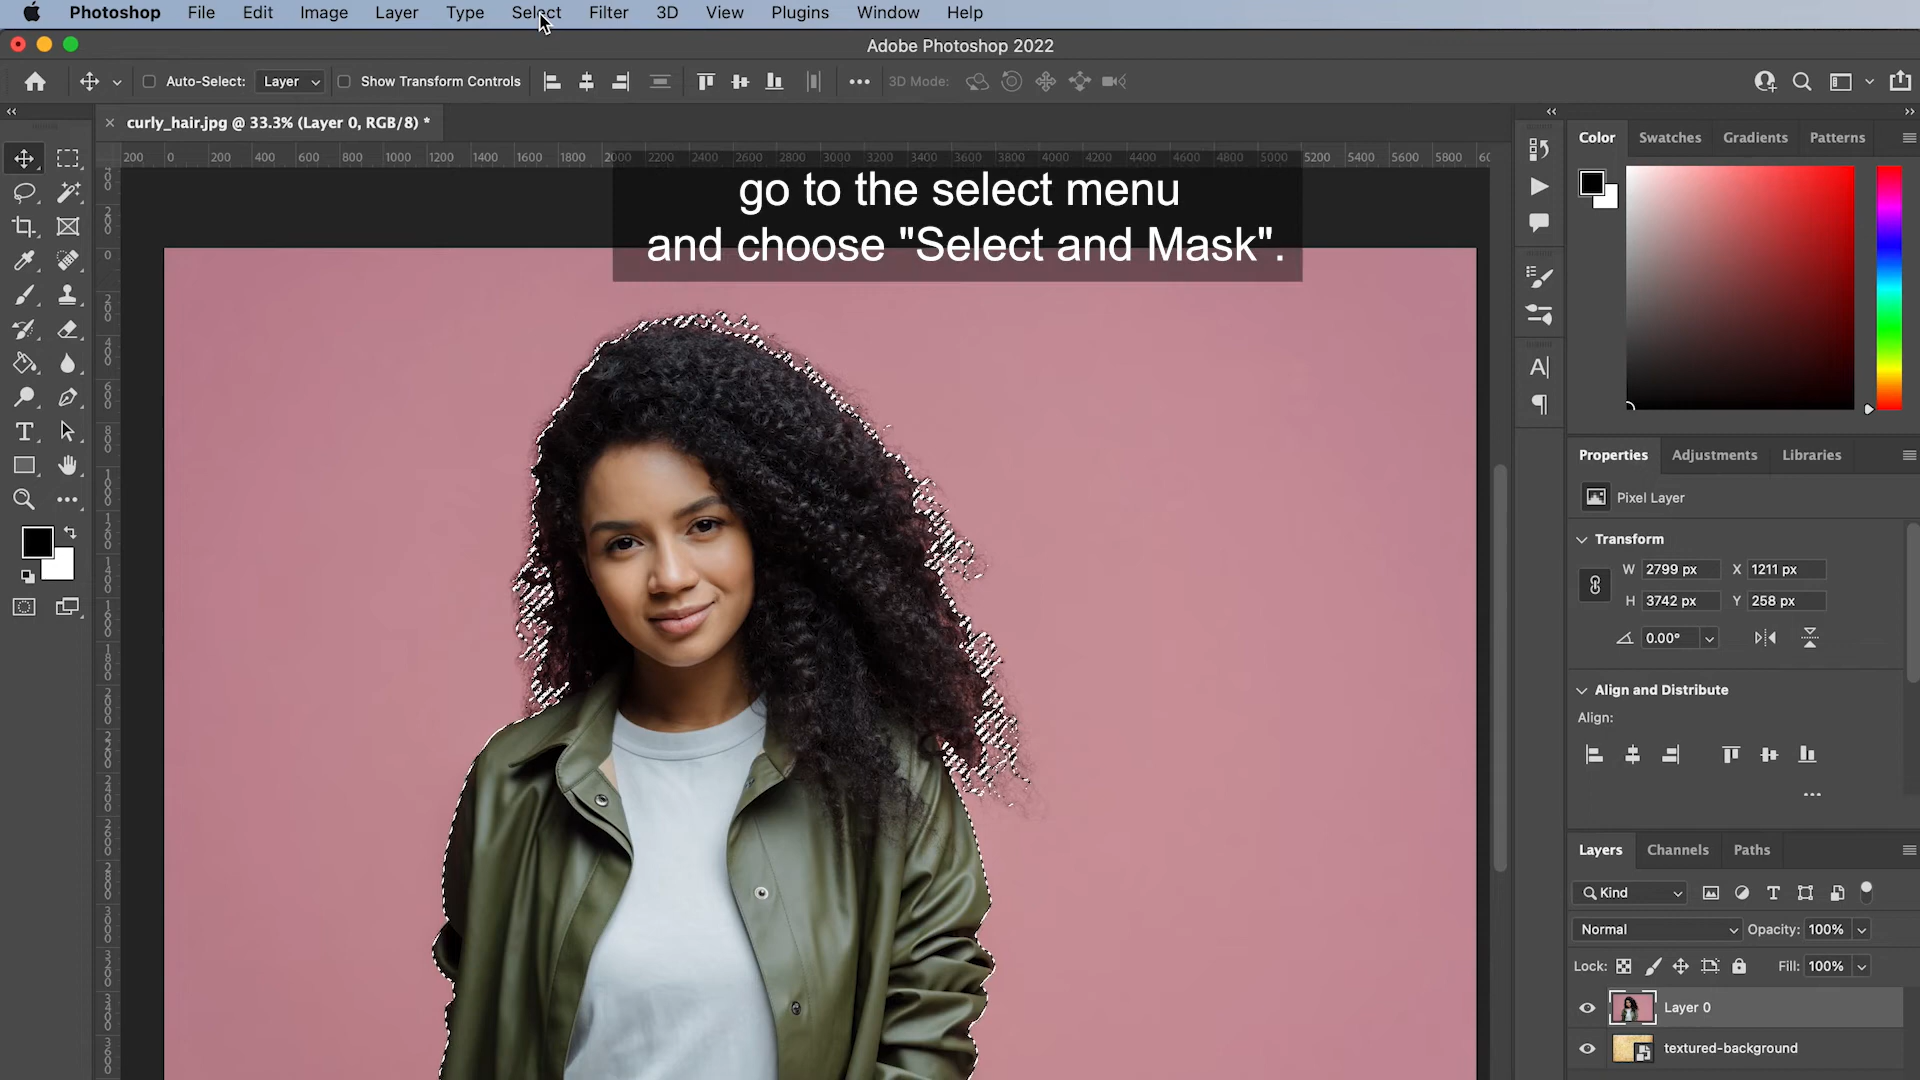 Photoshop File Edit Image Layer Type Select Filter 3D View Plugins Window Help
Adobe Photoshop 2022
Auto-Select: Layer Show Transform Controls 3D Mode:
curly_hair.jpg @ 33.3% (Layer 0, RGB/8) *
200 0 200 400 600 800 1000 1200 1400 1600 1800 2000 2200 2400 2600 2800 3000 3200 3400 3600 3800 4000 4200 4400 4600 4800 5000 5200 5400 5600 5800
go to the select menu
and choose "Select and Mask".
Color Swatches Gradients Patterns
Properties Adjustments Libraries
Pixel Layer
Transform
W 2799 px X 1211 px
H 3742 px Y 258 px
0.00°
Align and Distribute
Align:
Layers Channels Paths
Kind
Normal Opacity: 100%
Lock: Fill: 100%
Layer 0
textured-background